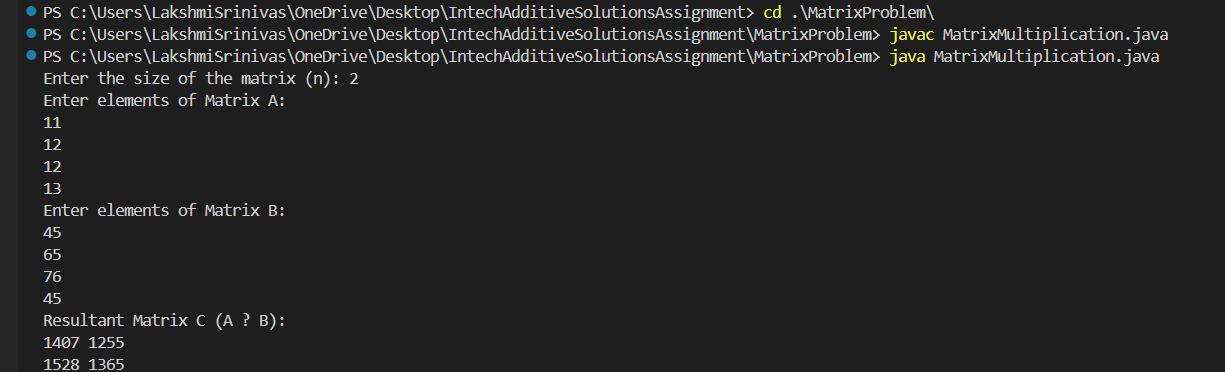 PS C:\Users\LakshmiSrinivas\OneDrive\Desktop\IntechAdditiveSolutionsAssignment> cd .\MatrixProblem\
PS C:\Users\LakshmiSrinivas\OneDrive\Desktop\IntechAdditiveSolutionsAssignment\MatrixProblem> javac MatrixMultiplication.java
PS C:\Users\LakshmiSrinivas\OneDrive\Desktop\IntechAdditiveSolutionsAssignment\MatrixProblem> java MatrixMultiplication.java
Enter the size of the matrix (n): 2
Enter elements of Matrix A:
11
12
12
13
Enter elements of Matrix B:
45
65
76
45
Resultant Matrix C (A ? B):
1407 1255
1528 1365